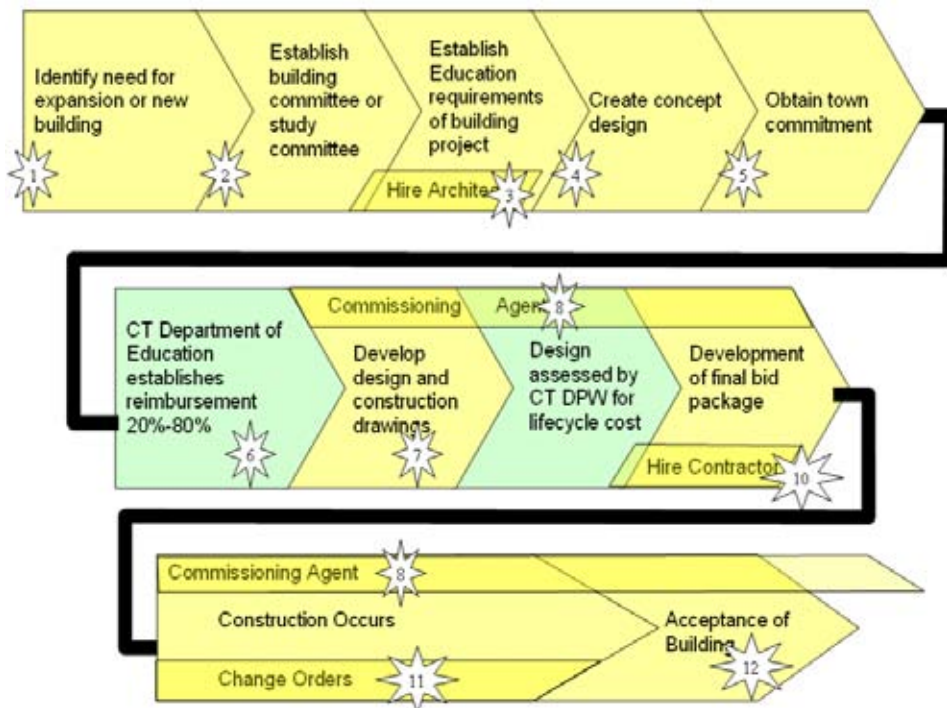 Identify need for
expansion or new
building
1
Establish
building
committee or
study
committee
2
Establish
Education
requirements
of building
project
Hire Architec
3
Create concept
design
4
Obtain town
commitment
5
CT Department of
Education
establishes
reimbursement
20%-80%
6
Commissioning Agent
8
Develop
design and
construction
drawings
7
Design
assessed by
CT DPW for
lifecycle cost
Development
of final bid
package
Hire Contractor
10
Commissioning Agent
8
Construction Occurs
Change Orders
11
Acceptance of
Building
12